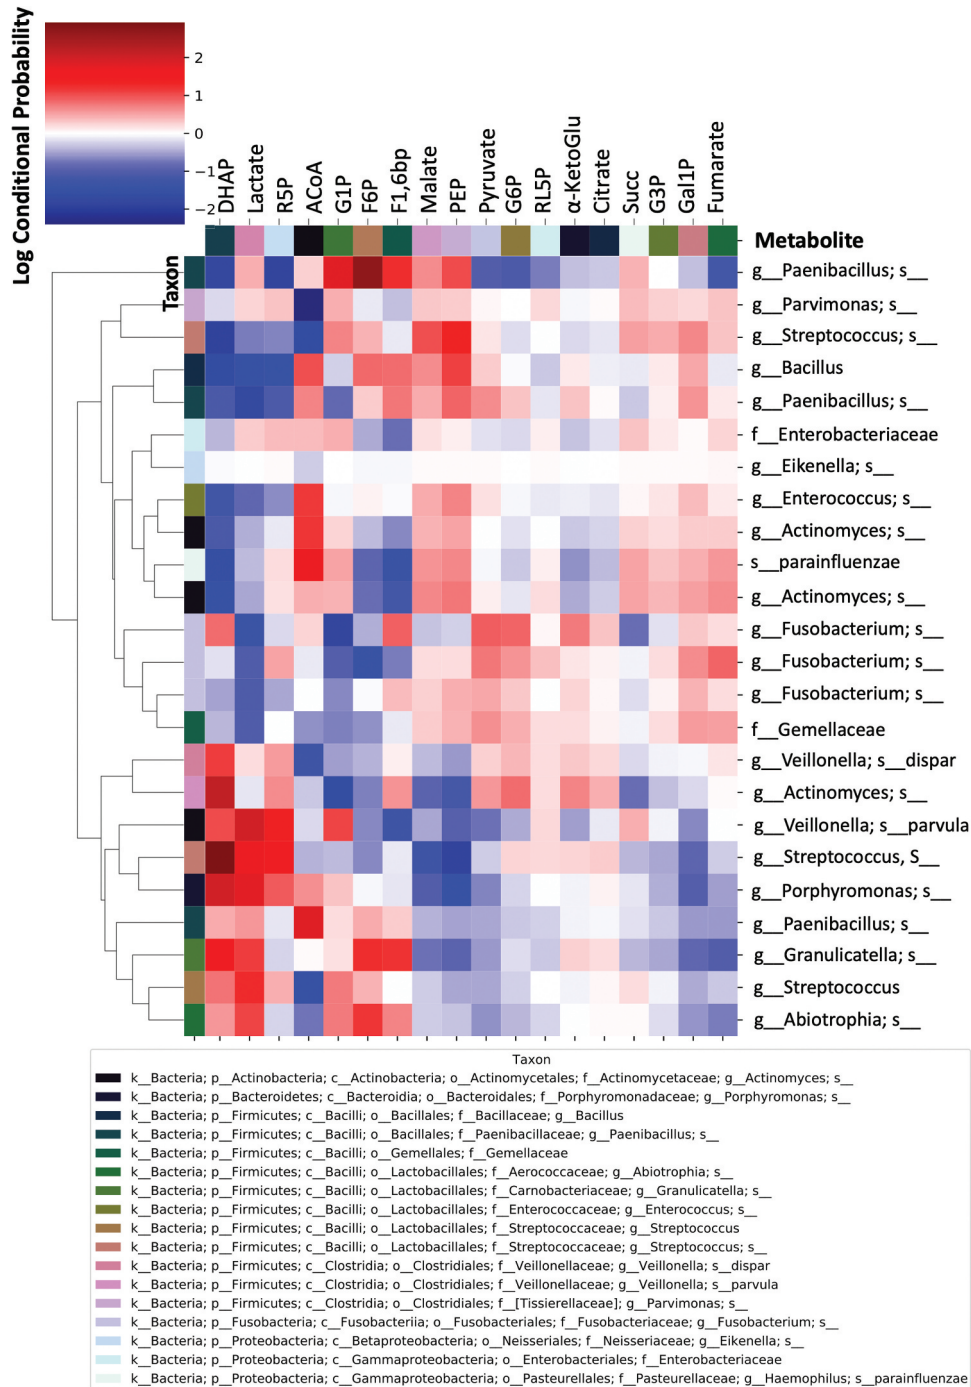 Log Conditional Probability
2
1
0
−1
−2
DHAP
Lactate
R5P
ACoA
G1P
F6P
F1,6bp
Malate
PEP
Pyruvate
G6P
RL5P
α-KetoGlu
Citrate
Succ
G3P
Gal1P
Fumarate
Metabolite
Taxon
g__Paenibacillus; s__
g__Parvimonas; s__
g__Streptococcus; s__
g__Bacillus
g__Paenibacillus; s__
f__Enterobacteriaceae
g__Eikenella; s__
g__Enterococcus; s__
g__Actinomyces; s__
s__parainfluenzae
g__Actinomyces; s__
g__Fusobacterium; s__
g__Fusobacterium; s__
g__Fusobacterium; s__
f__Gemellaceae
g__Veillonella; s__dispar
g__Actinomyces; s__
g__Veillonella; s__parvula
g__Streptococcus, S__
g__Porphyromonas; s__
g__Paenibacillus; s__
g__Granulicatella; s__
g__Streptococcus
g__Abiotrophia; s__
Taxon
k__Bacteria; p__Actinobacteria; c__Actinobacteria; o__Actinomycetales; f__Actinomycetaceae; g__Actinomyces; s__
k__Bacteria; p__Bacteroidetes; c__Bacteroidia; o__Bacteroidales; f__Porphyromonadaceae; g__Porphyromonas; s__
k__Bacteria; p__Firmicutes; c__Bacilli; o__Bacillales; f__Bacillaceae; g__Bacillus
k__Bacteria; p__Firmicutes; c__Bacilli; o__Bacillales; f__Paenibacillaceae; g__Paenibacillus; s__
k__Bacteria; p__Firmicutes; c__Bacilli; o__Gemellales; f__Gemellaceae
k__Bacteria; p__Firmicutes; c__Bacilli; o__Lactobacillales; f__Aerococcaceae; g__Abiotrophia; s__
k__Bacteria; p__Firmicutes; c__Bacilli; o__Lactobacillales; f__Carnobacteriaceae; g__Granulicatella; s__
k__Bacteria; p__Firmicutes; c__Bacilli; o__Lactobacillales; f__Enterococcaceae; g__Enterococcus; s__
k__Bacteria; p__Firmicutes; c__Bacilli; o__Lactobacillales; f__Streptococcaceae; g__Streptococcus
k__Bacteria; p__Firmicutes; c__Bacilli; o__Lactobacillales; f__Streptococcaceae; g__Streptococcus; s__
k__Bacteria; p__Firmicutes; c__Clostridia; o__Clostridiales; f__Veillonellaceae; g__Veillonella; s__dispar
k__Bacteria; p__Firmicutes; c__Clostridia; o__Clostridiales; f__Veillonellaceae; g__Veillonella; s__parvula
k__Bacteria; p__Firmicutes; c__Clostridia; o__Clostridiales; f__[Tissierellaceae]; g__Parvimonas; s__
k__Bacteria; p__Fusobacteria; c__Fusobacteriia; o__Fusobacteriales; f__Fusobacteriaceae; g__Fusobacterium; s__
k__Bacteria; p__Proteobacteria; c__Betaproteobacteria; o__Neisseriales; f__Neisseriaceae; g__Eikenella; s__
k__Bacteria; p__Proteobacteria; c__Gammaproteobacteria; o__Enterobacteriales; f__Enterobacteriaceae
k__Bacteria; p__Proteobacteria; c__Gammaproteobacteria; o__Pasteurellales; f__Pasteurellaceae; g__Haemophilus; s__parainfluenzae